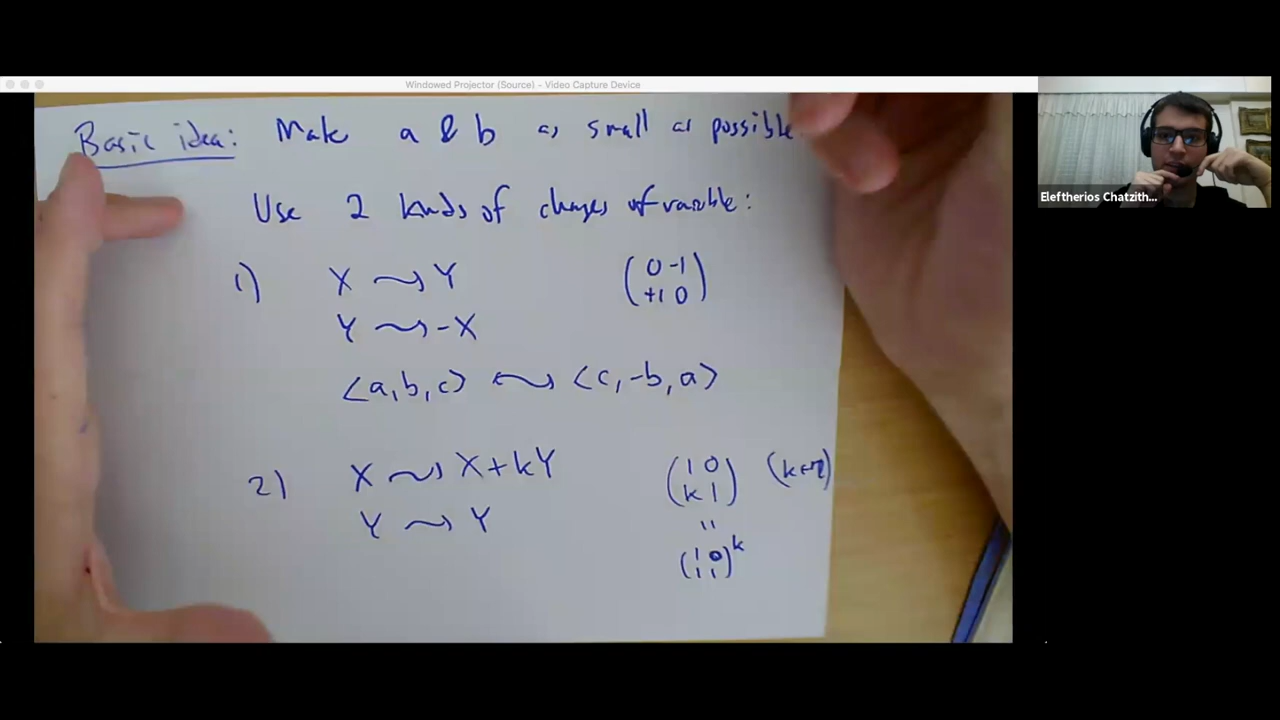 Windowed Projector (Source) - Video Capture Device
Eleftherios Chatzith...
Basic idea: Make a & b as small as possible
Use 2 kinds of changes of variable:
1) X ⤳ Y (0 -1
+1 0)
Y ⤳ -X
<a, b, c> ↭ <c, -b, a>
2) X ⤳ X + kY (1 0
k 1) (k∈ℤ)
Y ⤳ Y
=
(1 0
1 1)^k